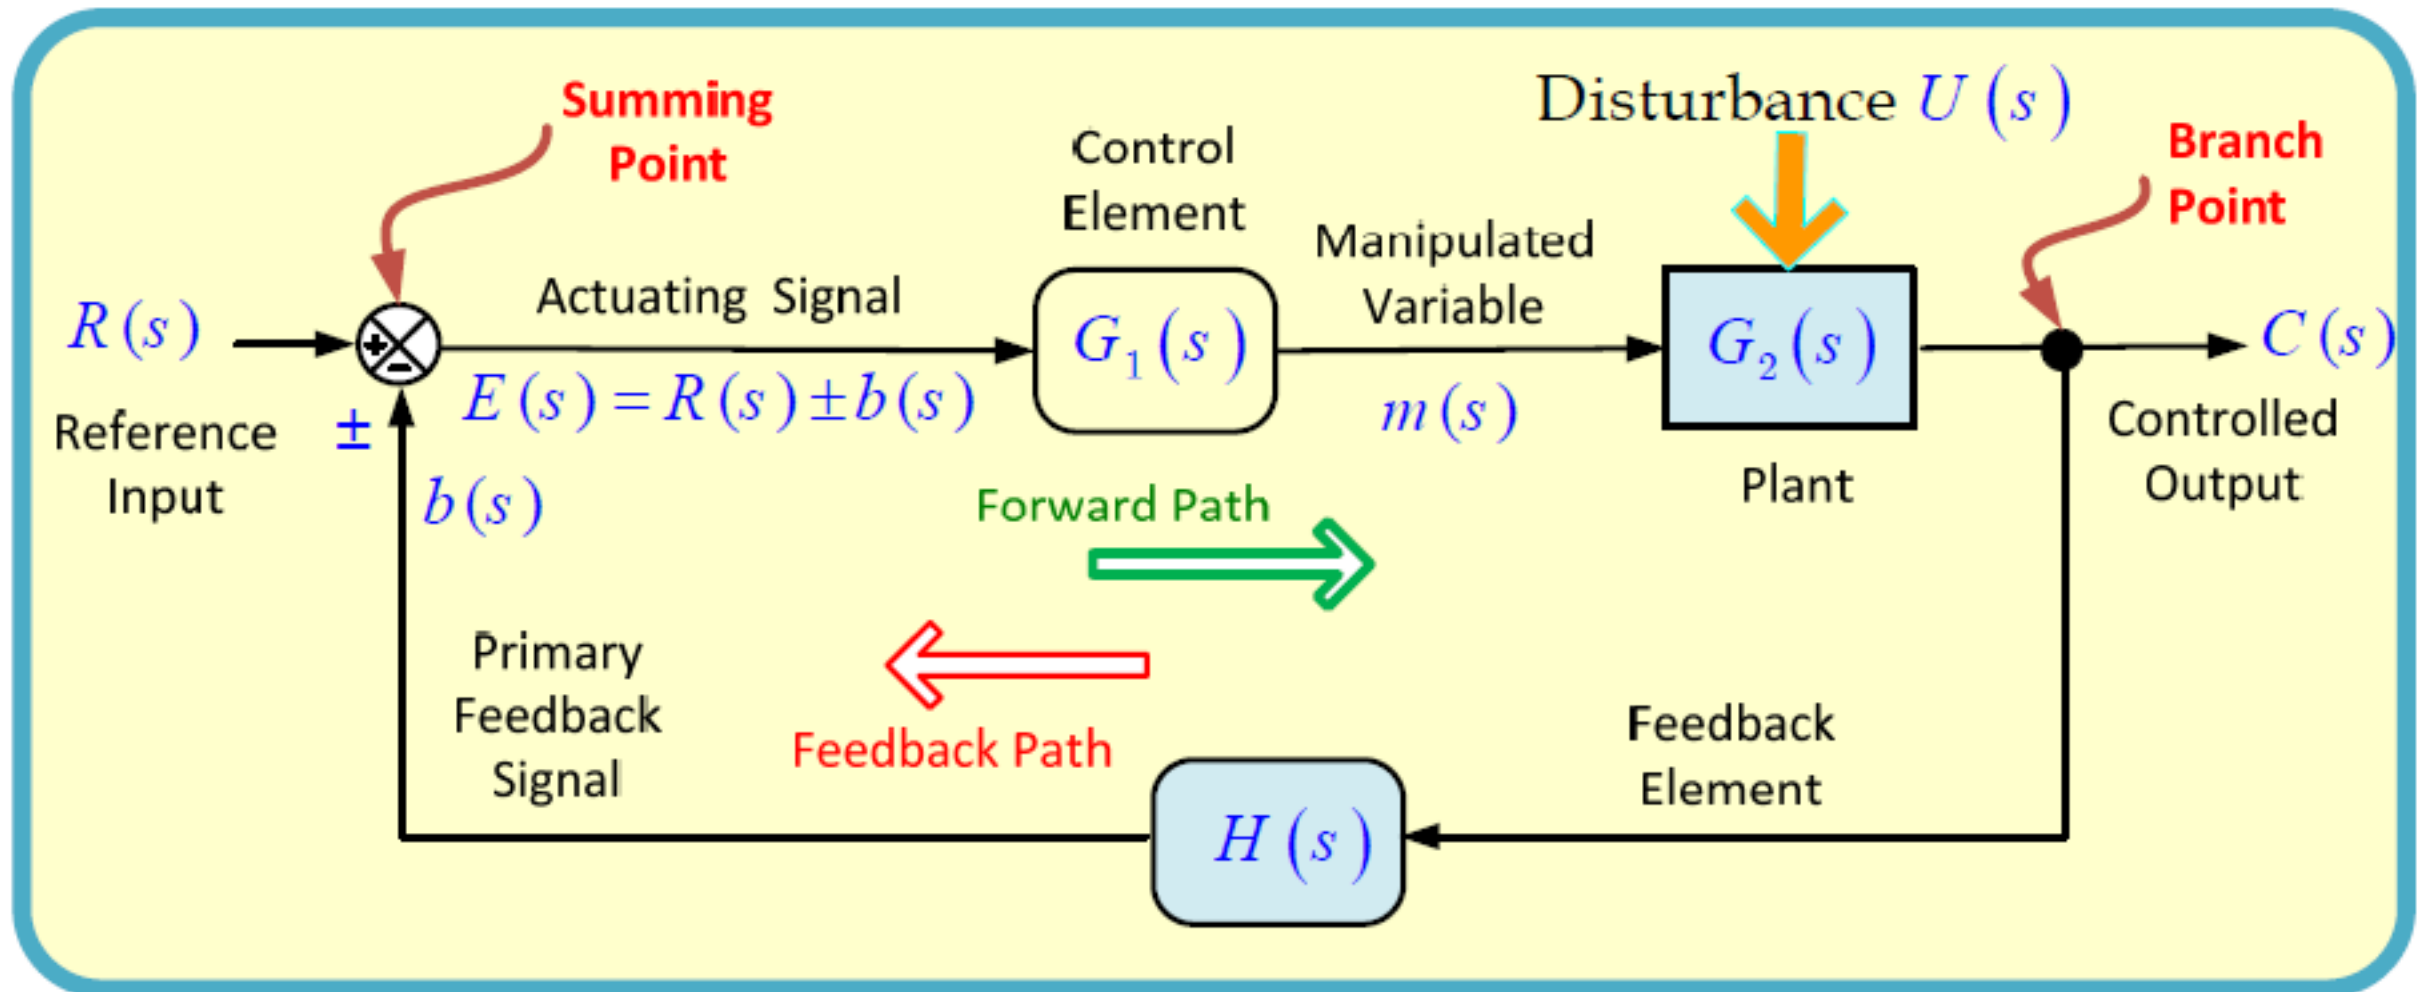 Summing
Point
Disturbance U(s)
Branch
Point
Control
Element
Manipulated
Variable
Actuating Signal
R(s)
+
−
G₁(s)
G₂(s)
C(s)
E(s) = R(s) ± b(s)
m(s)
Reference
Input
±
b(s)
Controlled
Output
Plant
Forward Path
Primary
Feedback
Signal
Feedback Path
Feedback
Element
H(s)